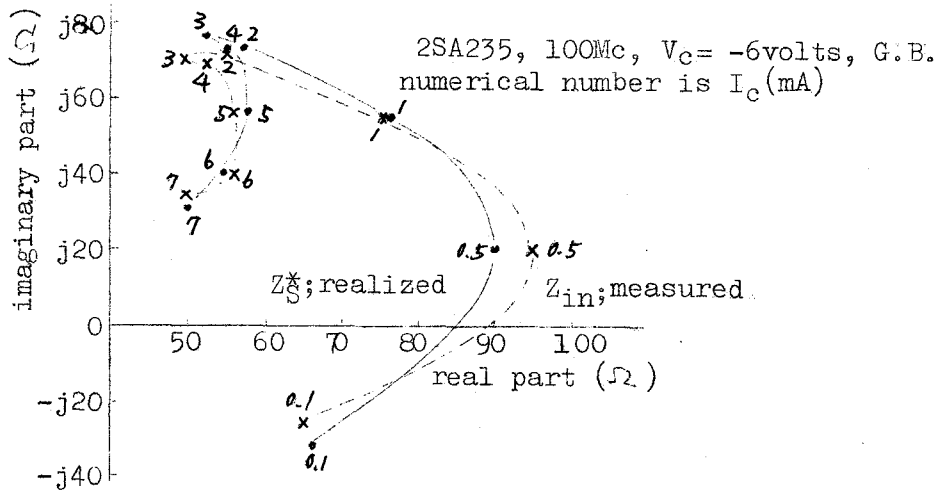 j80
j60
j40
j20
0
-j20
-j40
imaginary part (Ω)
2SA235, 100Mc, Vc= -6volts, G.B.
numerical number is Ic(mA)
3
4
2
3
4
2
1
1
5
5
6
6
7
7
0.5
0.5
Z*S;realized
Zin;measured
50
60
70
80
90
100
real part (Ω)
0.1
0.1